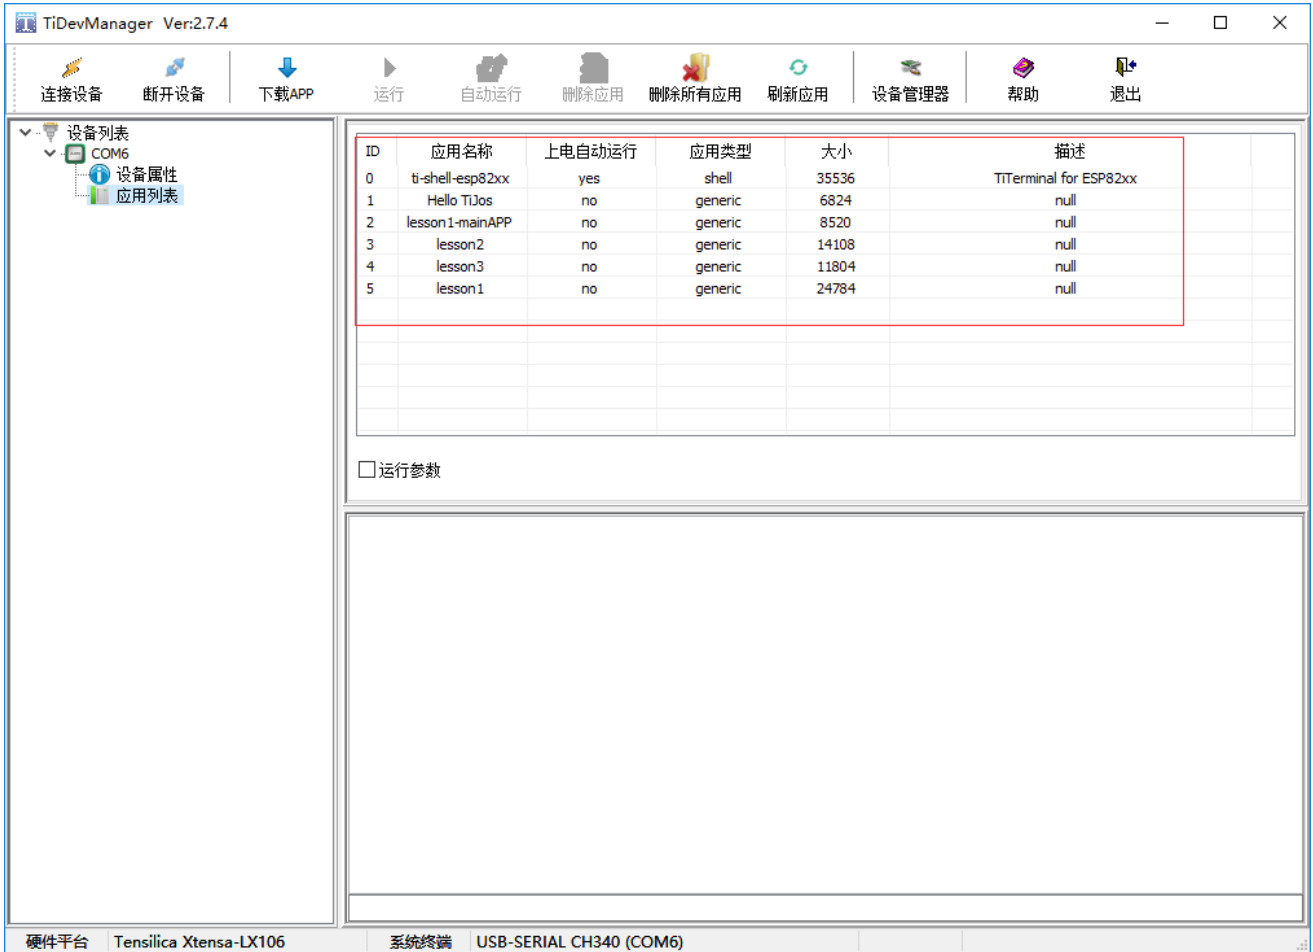 TiDevManager Ver:2.7.4
连接设备 断开设备 下载APP 运行 自动运行 删除应用 删除所有应用 刷新应用 设备管理器 帮助 退出
设备列表
COM6
设备属性
应用列表
ID 应用名称 上电自动运行 应用类型 大小 描述
0 ti-shell-esp82xx yes shell 35536 TiTerminal for ESP82xx
1 Hello TiJos no generic 6824 null
2 lesson1-mainAPP no generic 8520 null
3 lesson2 no generic 14108 null
4 lesson3 no generic 11804 null
5 lesson1 no generic 24784 null
运行参数
硬件平台 Tensilica Xtensa-LX106 系统终端 USB-SERIAL CH340 (COM6)